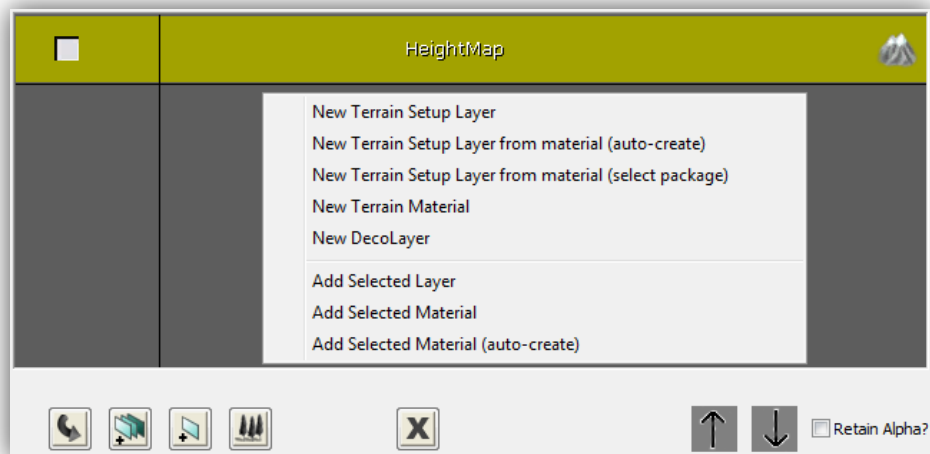 HeightMap
New Terrain Setup Layer
New Terrain Setup Layer from material (auto-create)
New Terrain Setup Layer from material (select package)
New Terrain Material
New DecoLayer
Add Selected Layer
Add Selected Material
Add Selected Material (auto-create)
Retain Alpha?